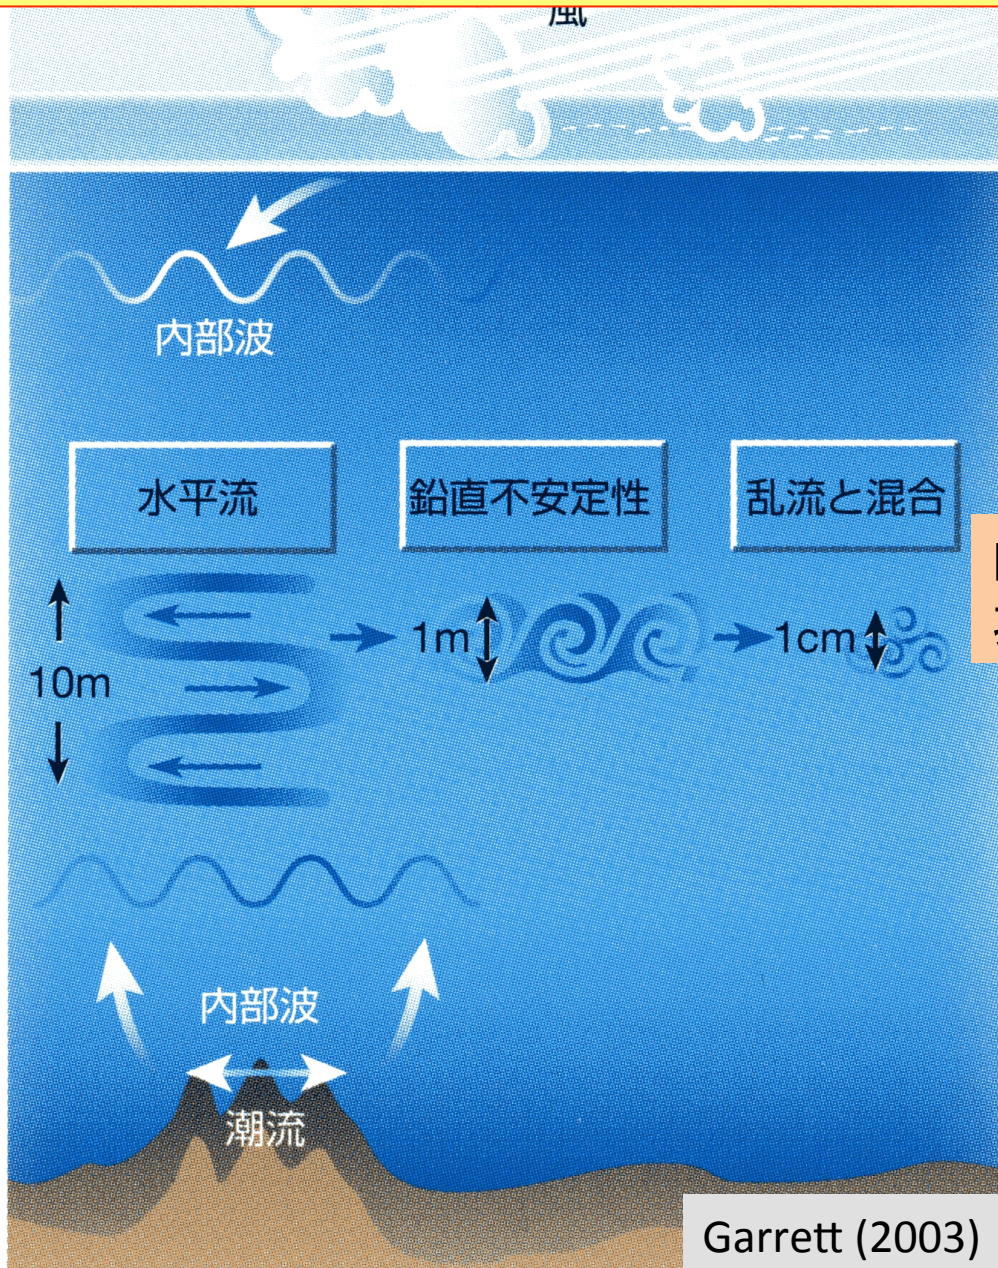 風
内部波
水平流
鉛直不安定性
乱流と混合
10m
1m
1cm
内部波
潮流
Garrett (2003)